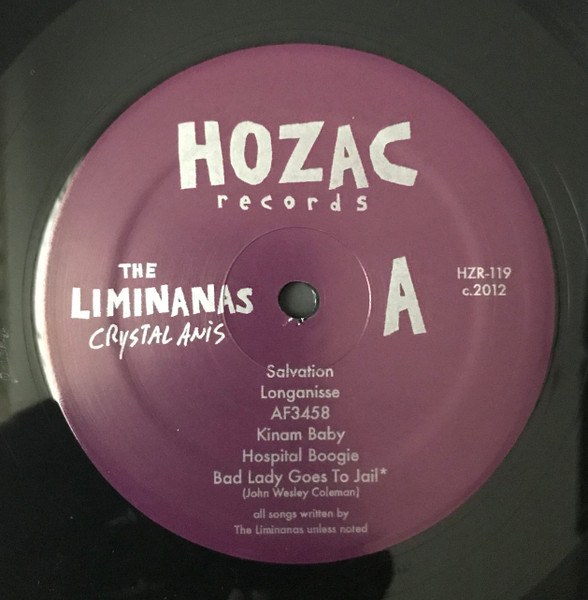 HOZAC
records
THE
LIMINANAS
CRYSTAL ANIS
A
HZR-119
c.2012
Salvation
Longanisse
AF3458
Kinam Baby
Hospital Boogie
Bad Lady Goes To Jail*
(John Wesley Coleman)
all songs written by
The Liminanas unless noted